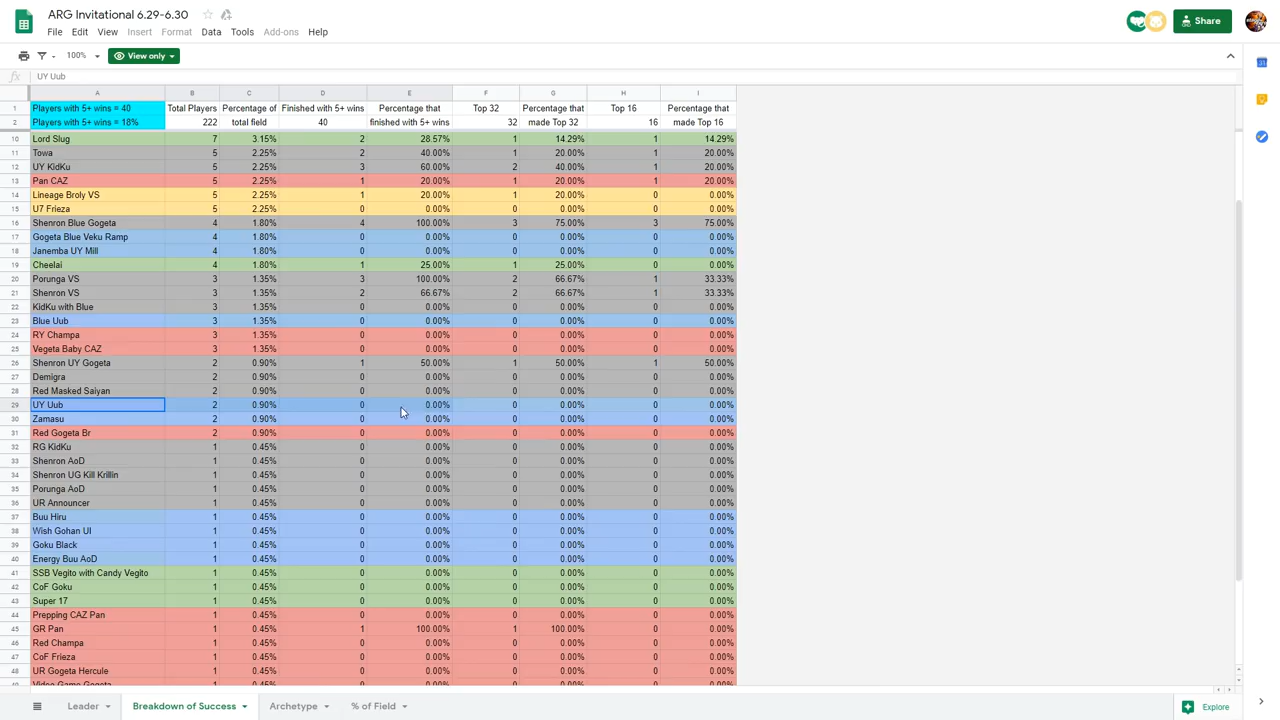 ARG Invitational 6.29-6.30
File Edit View Insert Format Data Tools Add-ons Help
Share
100% View only
fx UY Uub
A B C D E F G H I
1 Players with 5+ wins = 40 Total Players Percentage of Finished with 5+ wins Percentage that Top 32 Percentage that Top 16 Percentage that
2 Players with 5+ wins = 18% 222 total field 40 finished with 5+ wins 32 made Top 32 16 made Top 16
10 Lord Slug 7 3.15% 2 28.57% 1 14.29% 1 14.29%
11 Towa 5 2.25% 2 40.00% 1 20.00% 1 20.00%
12 UY KidKu 5 2.25% 3 60.00% 2 40.00% 1 20.00%
13 Pan CAZ 5 2.25% 1 20.00% 1 20.00% 1 20.00%
14 Lineage Broly VS 5 2.25% 1 20.00% 1 20.00% 0 0.00%
15 U7 Frieza 5 2.25% 0 0.00% 0 0.00% 0 0.00%
16 Shenron Blue Gogeta 4 1.80% 4 100.00% 3 75.00% 3 75.00%
17 Gogeta Blue Veku Ramp 4 1.80% 0 0.00% 0 0.00% 0 0.00%
18 Janemba UY Mill 4 1.80% 0 0.00% 0 0.00% 0 0.00%
19 Cheelai 4 1.80% 1 25.00% 1 25.00% 0 0.00%
20 Porunga VS 3 1.35% 3 100.00% 2 66.67% 1 33.33%
21 Shenron VS 3 1.35% 2 66.67% 2 66.67% 1 33.33%
22 KidKu with Blue 3 1.35% 0 0.00% 0 0.00% 0 0.00%
23 Blue Uub 3 1.35% 0 0.00% 0 0.00% 0 0.00%
24 RY Champa 3 1.35% 0 0.00% 0 0.00% 0 0.00%
25 Vegeta Baby CAZ 3 1.35% 0 0.00% 0 0.00% 0 0.00%
26 Shenron UY Gogeta 2 0.90% 1 50.00% 1 50.00% 1 50.00%
27 Demigra 2 0.90% 0 0.00% 0 0.00% 0 0.00%
28 Red Masked Saiyan 2 0.90% 0 0.00% 0 0.00% 0 0.00%
29 UY Uub 2 0.90% 0 0.00% 0 0.00% 0 0.00%
30 Zamasu 2 0.90% 0 0.00% 0 0.00% 0 0.00%
31 Red Gogeta Br 2 0.90% 0 0.00% 0 0.00% 0 0.00%
32 RG KidKu 1 0.45% 0 0.00% 0 0.00% 0 0.00%
33 Shenron AoD 1 0.45% 0 0.00% 0 0.00% 0 0.00%
34 Shenron UG Kill Krillin 1 0.45% 0 0.00% 0 0.00% 0 0.00%
35 Porunga AoD 1 0.45% 0 0.00% 0 0.00% 0 0.00%
36 UR Announcer 1 0.45% 0 0.00% 0 0.00% 0 0.00%
37 Buu Hiru 1 0.45% 0 0.00% 0 0.00% 0 0.00%
38 Wish Gohan UI 1 0.45% 0 0.00% 0 0.00% 0 0.00%
39 Goku Black 1 0.45% 0 0.00% 0 0.00% 0 0.00%
40 Energy Buu AoD 1 0.45% 0 0.00% 0 0.00% 0 0.00%
41 SSB Vegito with Candy Vegito 1 0.45% 0 0.00% 0 0.00% 0 0.00%
42 CoF Goku 1 0.45% 0 0.00% 0 0.00% 0 0.00%
43 Super 17 1 0.45% 0 0.00% 0 0.00% 0 0.00%
44 Prepping CAZ Pan 1 0.45% 0 0.00% 0 0.00% 0 0.00%
45 GR Pan 1 0.45% 1 100.00% 1 100.00% 0 0.00%
46 Red Champa 1 0.45% 0 0.00% 0 0.00% 0 0.00%
47 CoF Frieza 1 0.45% 0 0.00% 0 0.00% 0 0.00%
48 UR Gogeta Hercule 1 0.45% 0 0.00% 0 0.00% 0 0.00%
49 Video Game Gogeta 1 0.45% 0 0.00% 0 0.00% 0 0.00%
Leader Breakdown of Success Archetype % of Field Explore